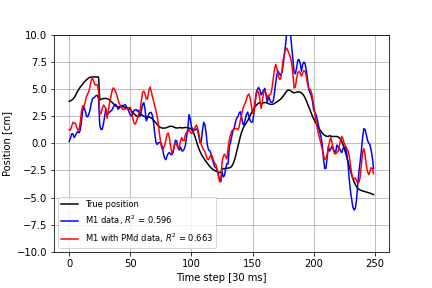 10.0
7.5
5.0
2.5
0.0
−2.5
−5.0
−7.5
−10.0
Position [cm]
True position
M1 data, R² = 0.596
M1 with PMd data, R² = 0.663
0 50 100 150 200 250
Time step [30 ms]